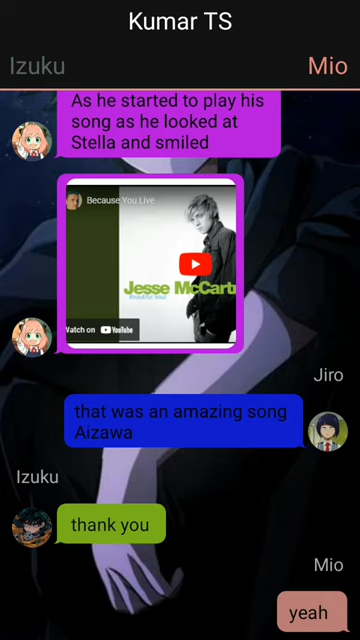 Kumar TS
Izuku
Mio
As he started to play his
song as he looked at
Stella and smiled
Because You Live
Jesse McCart
Beautiful Soul
Watch on YouTube
Jiro
that was an amazing song
Aizawa
Izuku
thank you
Mio
yeah